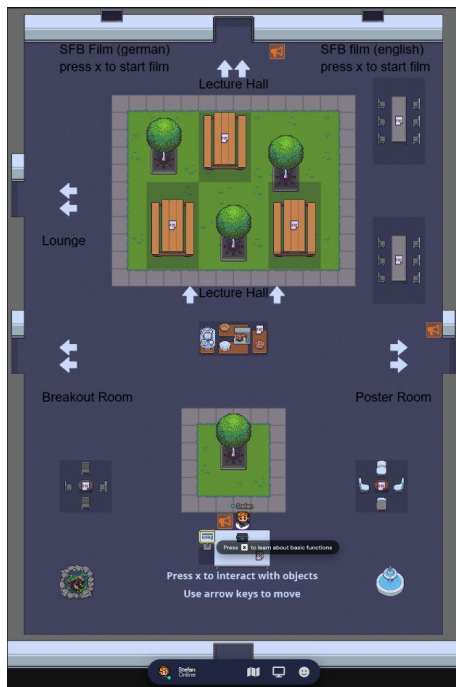 SFB Film (german)
press x to start film
SFB film (english)
press x to start film
Lecture Hall
Lounge
Lecture Hall
Breakout Room
Poster Room
Stefan
Press X to learn about basic functions
Press x to interact with objects
Use arrow keys to move
Stefan
Online